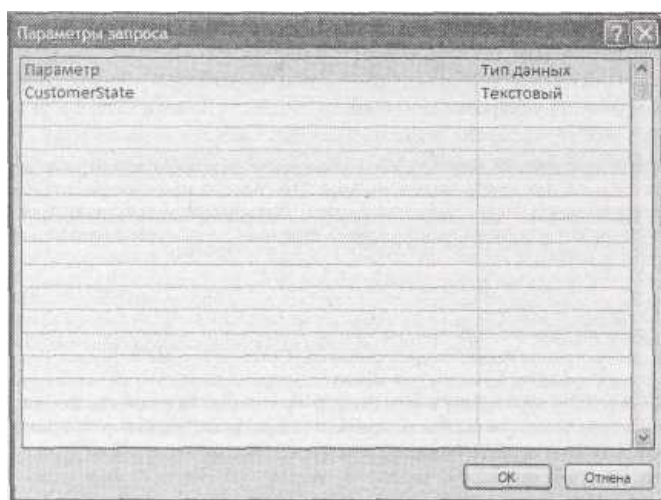 Параметры запроса
Параметр Тип данных
CustomerState Текстовый
OK Отмена